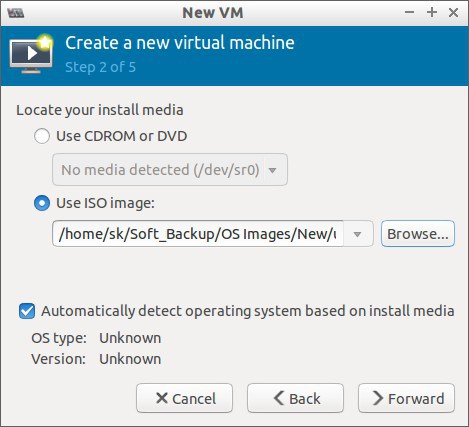 New VM
Create a new virtual machine
Step 2 of 5
Locate your install media
Use CDROM or DVD
No media detected (/dev/sr0)
Use ISO image:
/home/sk/Soft_Backup/OS Images/New/u Browse...
Automatically detect operating system based on install media
OS type: Unknown
Version: Unknown
Cancel Back Forward